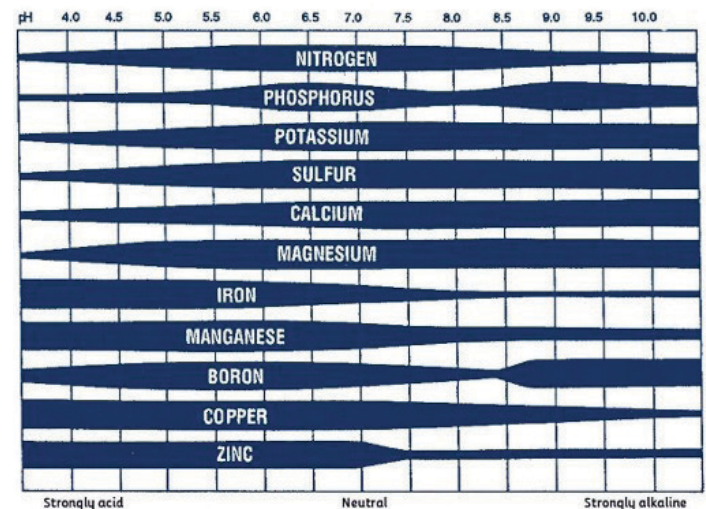 pH 4.0 4.5 5.0 5.5 6.0 6.5 7.0 7.5 8.0 8.5 9.0 9.5 10.0
NITROGEN
PHOSPHORUS
POTASSIUM
SULFUR
CALCIUM
MAGNESIUM
IRON
MANGANESE
BORON
COPPER
ZINC
Strongly acid Neutral Strongly alkaline